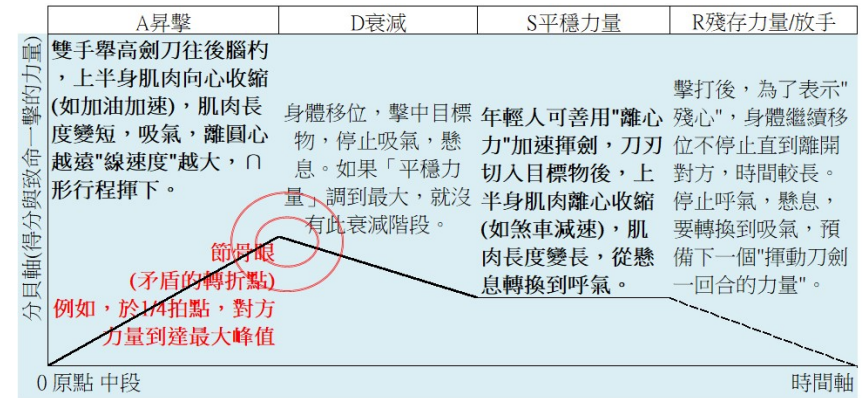 A昇擊
D衰減
S平穩力量
R殘存力量/放手
分貝軸(得分與致命一擊的力量)
雙手舉高劍刀往後腦杓
，上半身肌肉向心收縮
(如加油加速)，肌肉長
度變短，吸氣，離圓心
越遠"線速度"越大，∩
形行程揮下。
身體移位，擊中目標
物，停止吸氣，懸
息。如果「平穩力
量」調到最大，就沒
有此衰減階段。
年輕人可善用"離心
力"加速揮劍，刀刃
切入目標物後，上
半身肌肉離心收縮
(如煞車減速)，肌
肉長度變長，從懸
息轉換到呼氣。
擊打後，為了表示"
殘心"，身體繼續移
位不停止直到離開
對方，時間較長。
停止呼氣，懸息，
要轉換到吸氣，預
備下一個"揮動刀劍
一回合的力量"。
節骨眼
(矛盾的轉折點)
例如，於1/4拍點，對方
力量到達最大峰值
0 原點 中段
時間軸